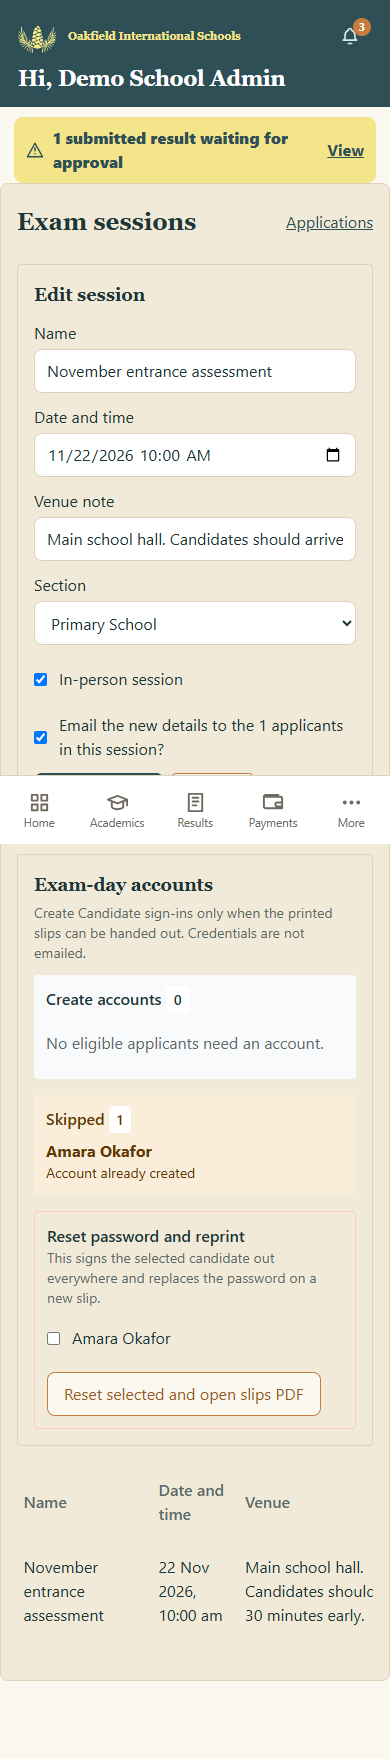 Oakfield International Schools
3
Hi, Demo School Admin
1 submitted result waiting for
approval
View
Exam sessions
Applications
Edit session
Name
November entrance assessment
Date and time
11/22/2026 10:00 AM
Venue note
Main school hall. Candidates should arrive
Section
Primary School
In-person session
Email the new details to the 1 applicants
in this session?
Home
Academics
Results
Payments
More
Exam-day accounts
Create Candidate sign-ins only when the printed
slips can be handed out. Credentials are not
emailed.
Create accounts 0
No eligible applicants need an account.
Skipped 1
Amara Okafor
Account already created
Reset password and reprint
This signs the selected candidate out
everywhere and replaces the password on a
new slip.
Amara Okafor
Reset selected and open slips PDF
Name
Date and
time
Venue
November
entrance
assessment
22 Nov
2026,
10:00 am
Main school hall.
Candidates should
30 minutes early.